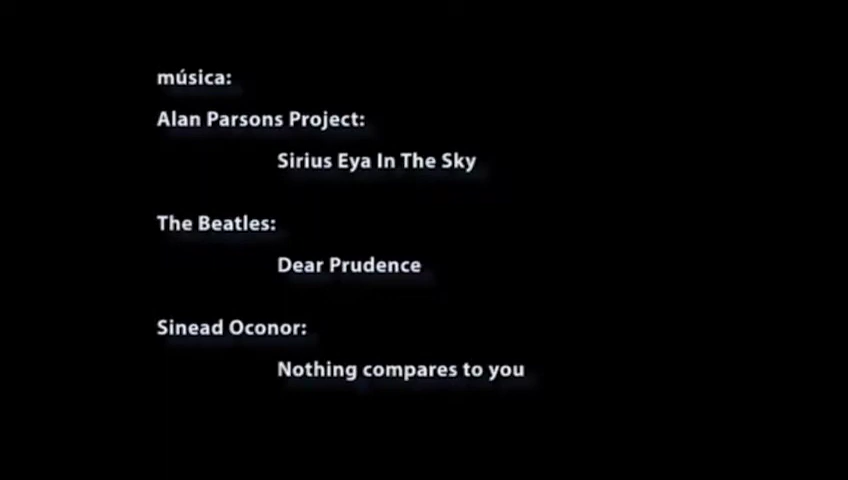 música:
Alan Parsons Project:
Sirius Eya In The Sky
The Beatles:
Dear Prudence
Sinead Oconor:
Nothing compares to you